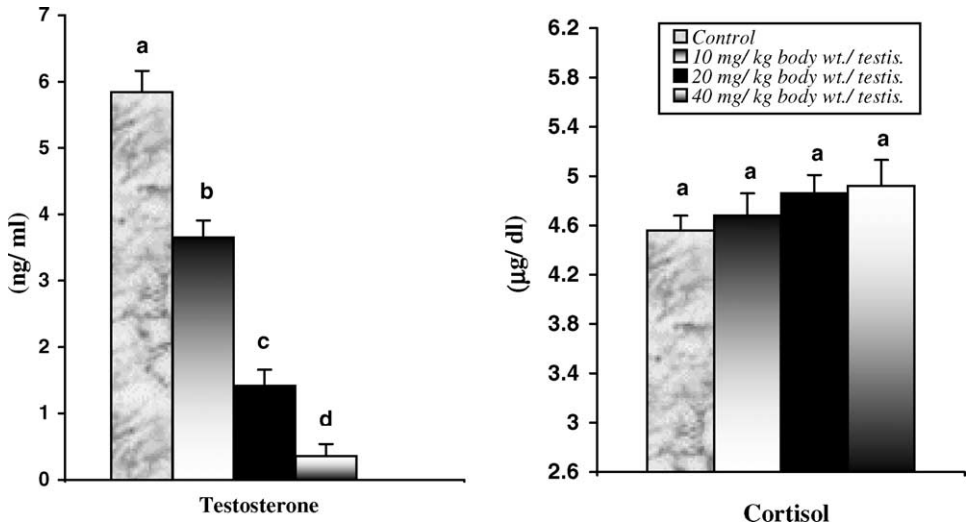 7
6
5
4
3
2
1
0
(ng/ ml)
a
b
c
d
Testosterone
6.2
5.8
5.4
5
4.6
4.2
3.8
3.4
3
2.6
(µg/ dl)
Control
10 mg/ kg body wt./ testis.
20 mg/ kg body wt./ testis.
40 mg/ kg body wt./ testis.
a
a
a
a
Cortisol